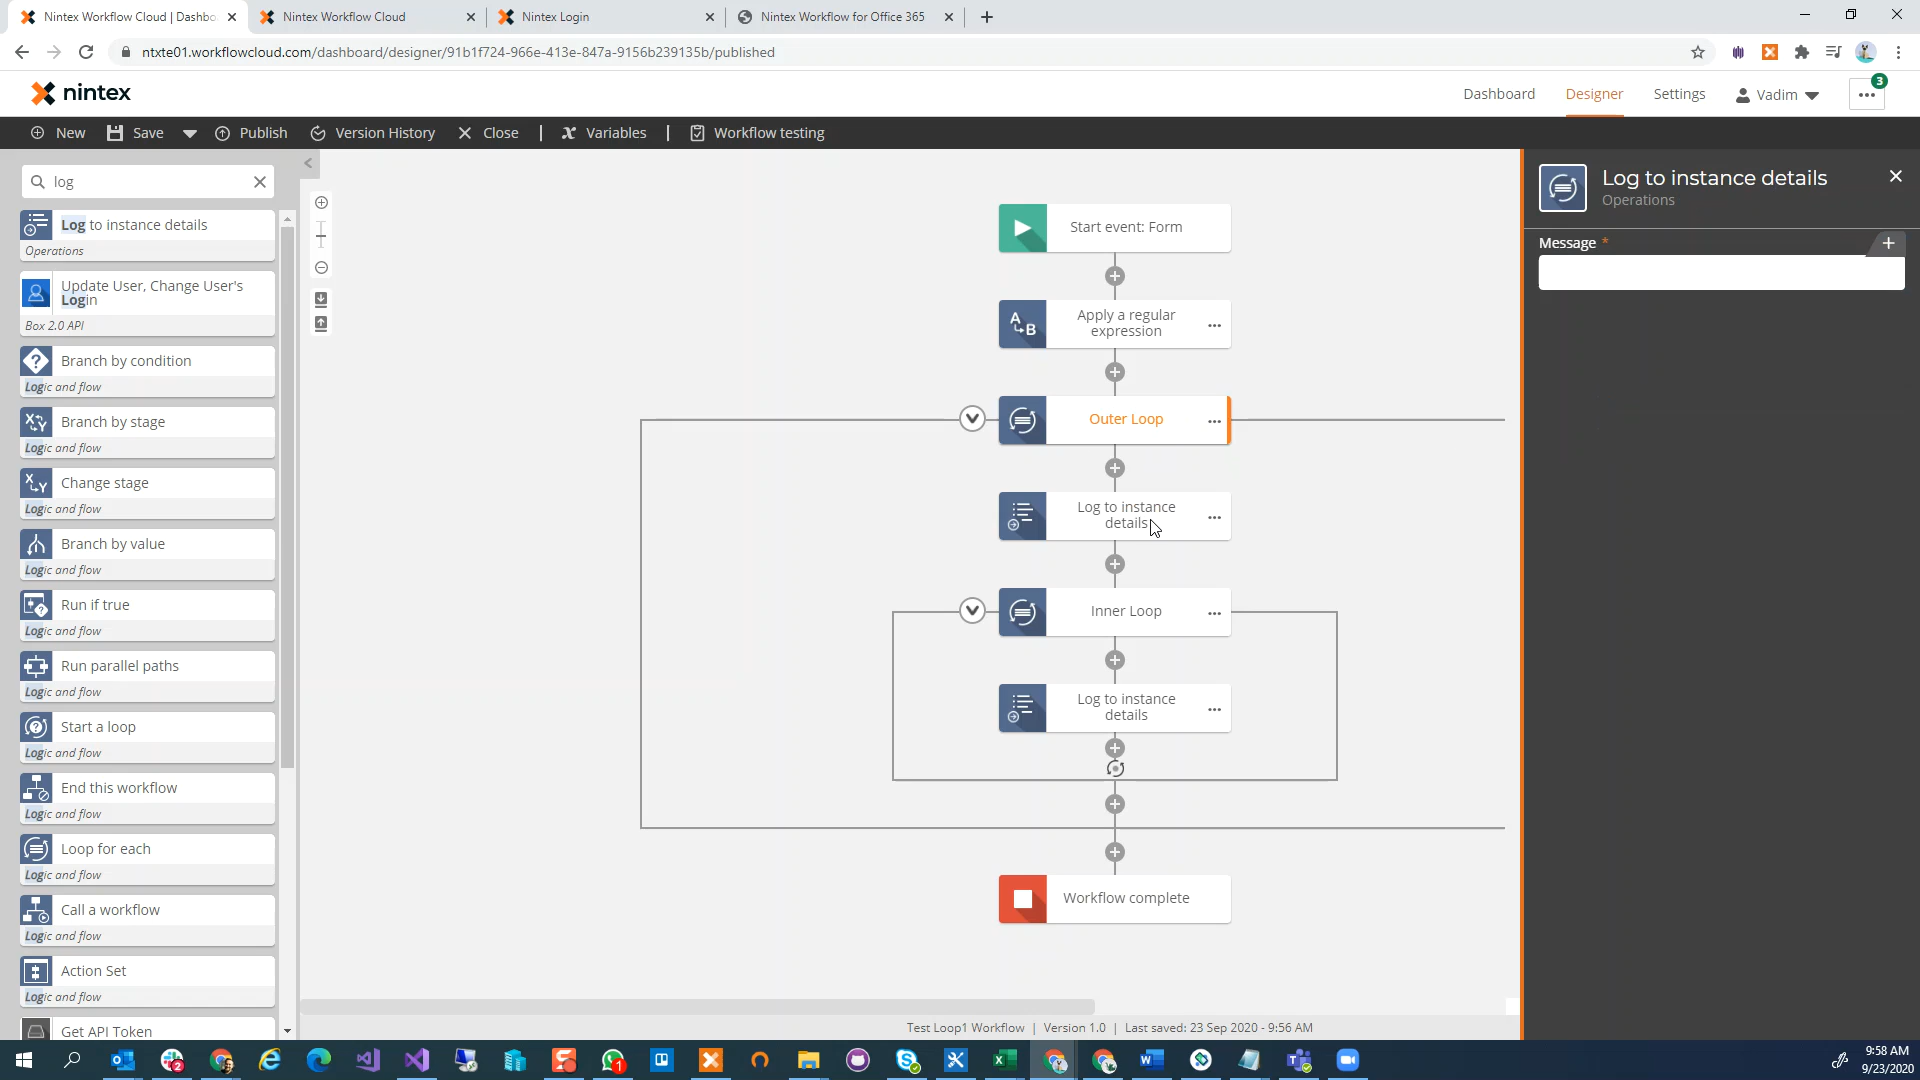 Nintex Workflow Cloud | Dashbo
Nintex Workflow Cloud
Nintex Login
Nintex Workflow for Office 365
ntxte01.workflowcloud.com/dashboard/designer/91b1f724-966e-413e-847a-9156b239135b/published
nintex
Dashboard
Designer
Settings
Vadim
3
New
Save
Publish
Version History
Close
Variables
Workflow testing
log
Log to instance details
Operations
Update User, Change User's
Login
Box 2.0 API
Branch by condition
Logic and flow
Branch by stage
Logic and flow
Change stage
Logic and flow
Branch by value
Logic and flow
Run if true
Logic and flow
Run parallel paths
Logic and flow
Start a loop
Logic and flow
End this workflow
Logic and flow
Loop for each
Logic and flow
Call a workflow
Logic and flow
Action Set
Logic and flow
Get API Token
Start event: Form
Apply a regular
expression
Outer Loop
Log to instance
details
Inner Loop
Log to instance
details
Workflow complete
Test Loop1 Workflow | Version 1.0 | Last saved: 23 Sep 2020 - 9:56 AM
Log to instance details
Operations
Message *
9:58 AM
9/23/2020